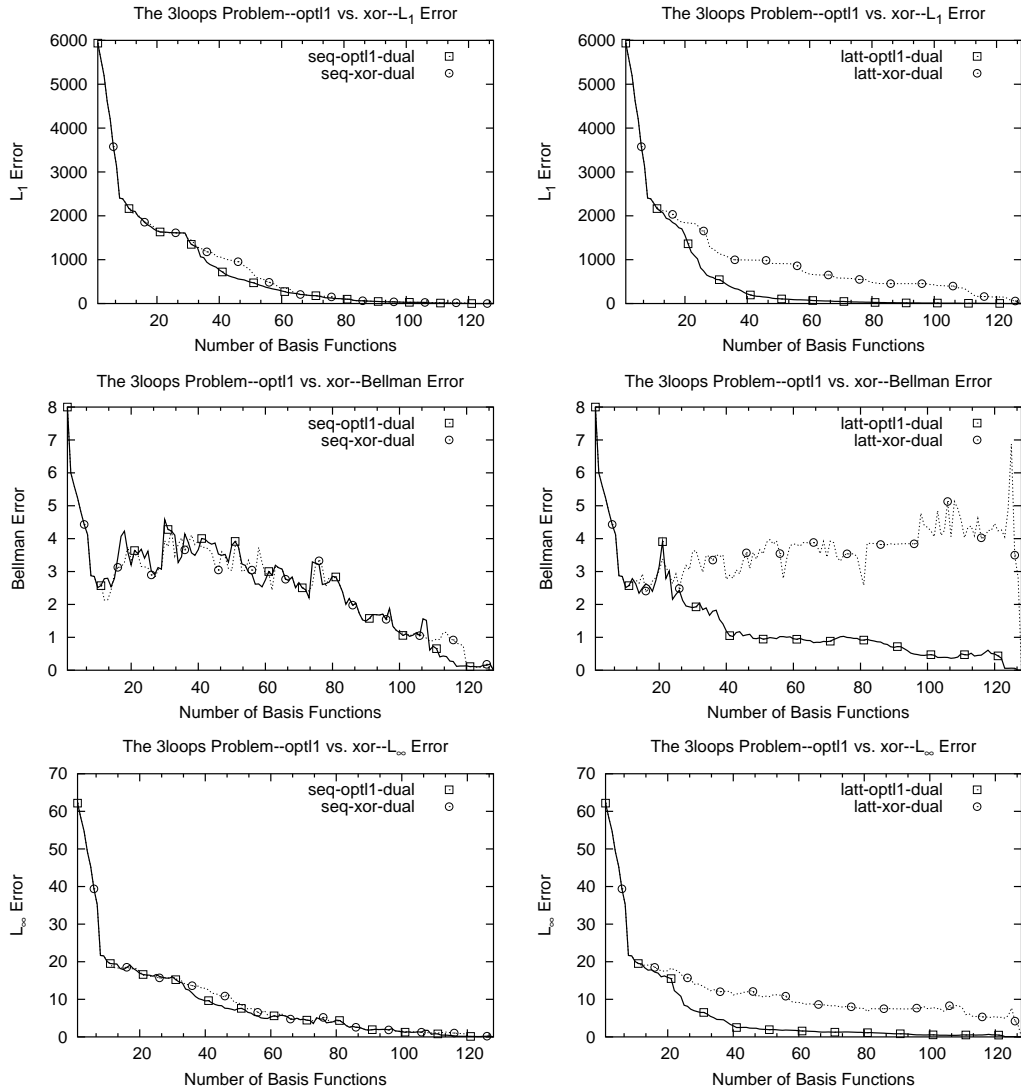 The 3loops Problem--optl1 vs. xor--L1 Error
6000
5000
4000
3000
2000
1000
0
20 40 60 80 100 120
L1 Error
Number of Basis Functions
seq-optl1-dual
seq-xor-dual
The 3loops Problem--optl1 vs. xor--L1 Error
6000
5000
4000
3000
2000
1000
0
20 40 60 80 100 120
L1 Error
Number of Basis Functions
latt-optl1-dual
latt-xor-dual
The 3loops Problem--optl1 vs. xor--Bellman Error
8
7
6
5
4
3
2
1
0
20 40 60 80 100 120
Bellman Error
Number of Basis Functions
seq-optl1-dual
seq-xor-dual
The 3loops Problem--optl1 vs. xor--Bellman Error
8
7
6
5
4
3
2
1
0
20 40 60 80 100 120
Bellman Error
Number of Basis Functions
latt-optl1-dual
latt-xor-dual
The 3loops Problem--optl1 vs. xor--L∞ Error
70
60
50
40
30
20
10
0
20 40 60 80 100 120
L∞ Error
Number of Basis Functions
seq-optl1-dual
seq-xor-dual
The 3loops Problem--optl1 vs. xor--L∞ Error
70
60
50
40
30
20
10
0
20 40 60 80 100 120
L∞ Error
Number of Basis Functions
latt-optl1-dual
latt-xor-dual